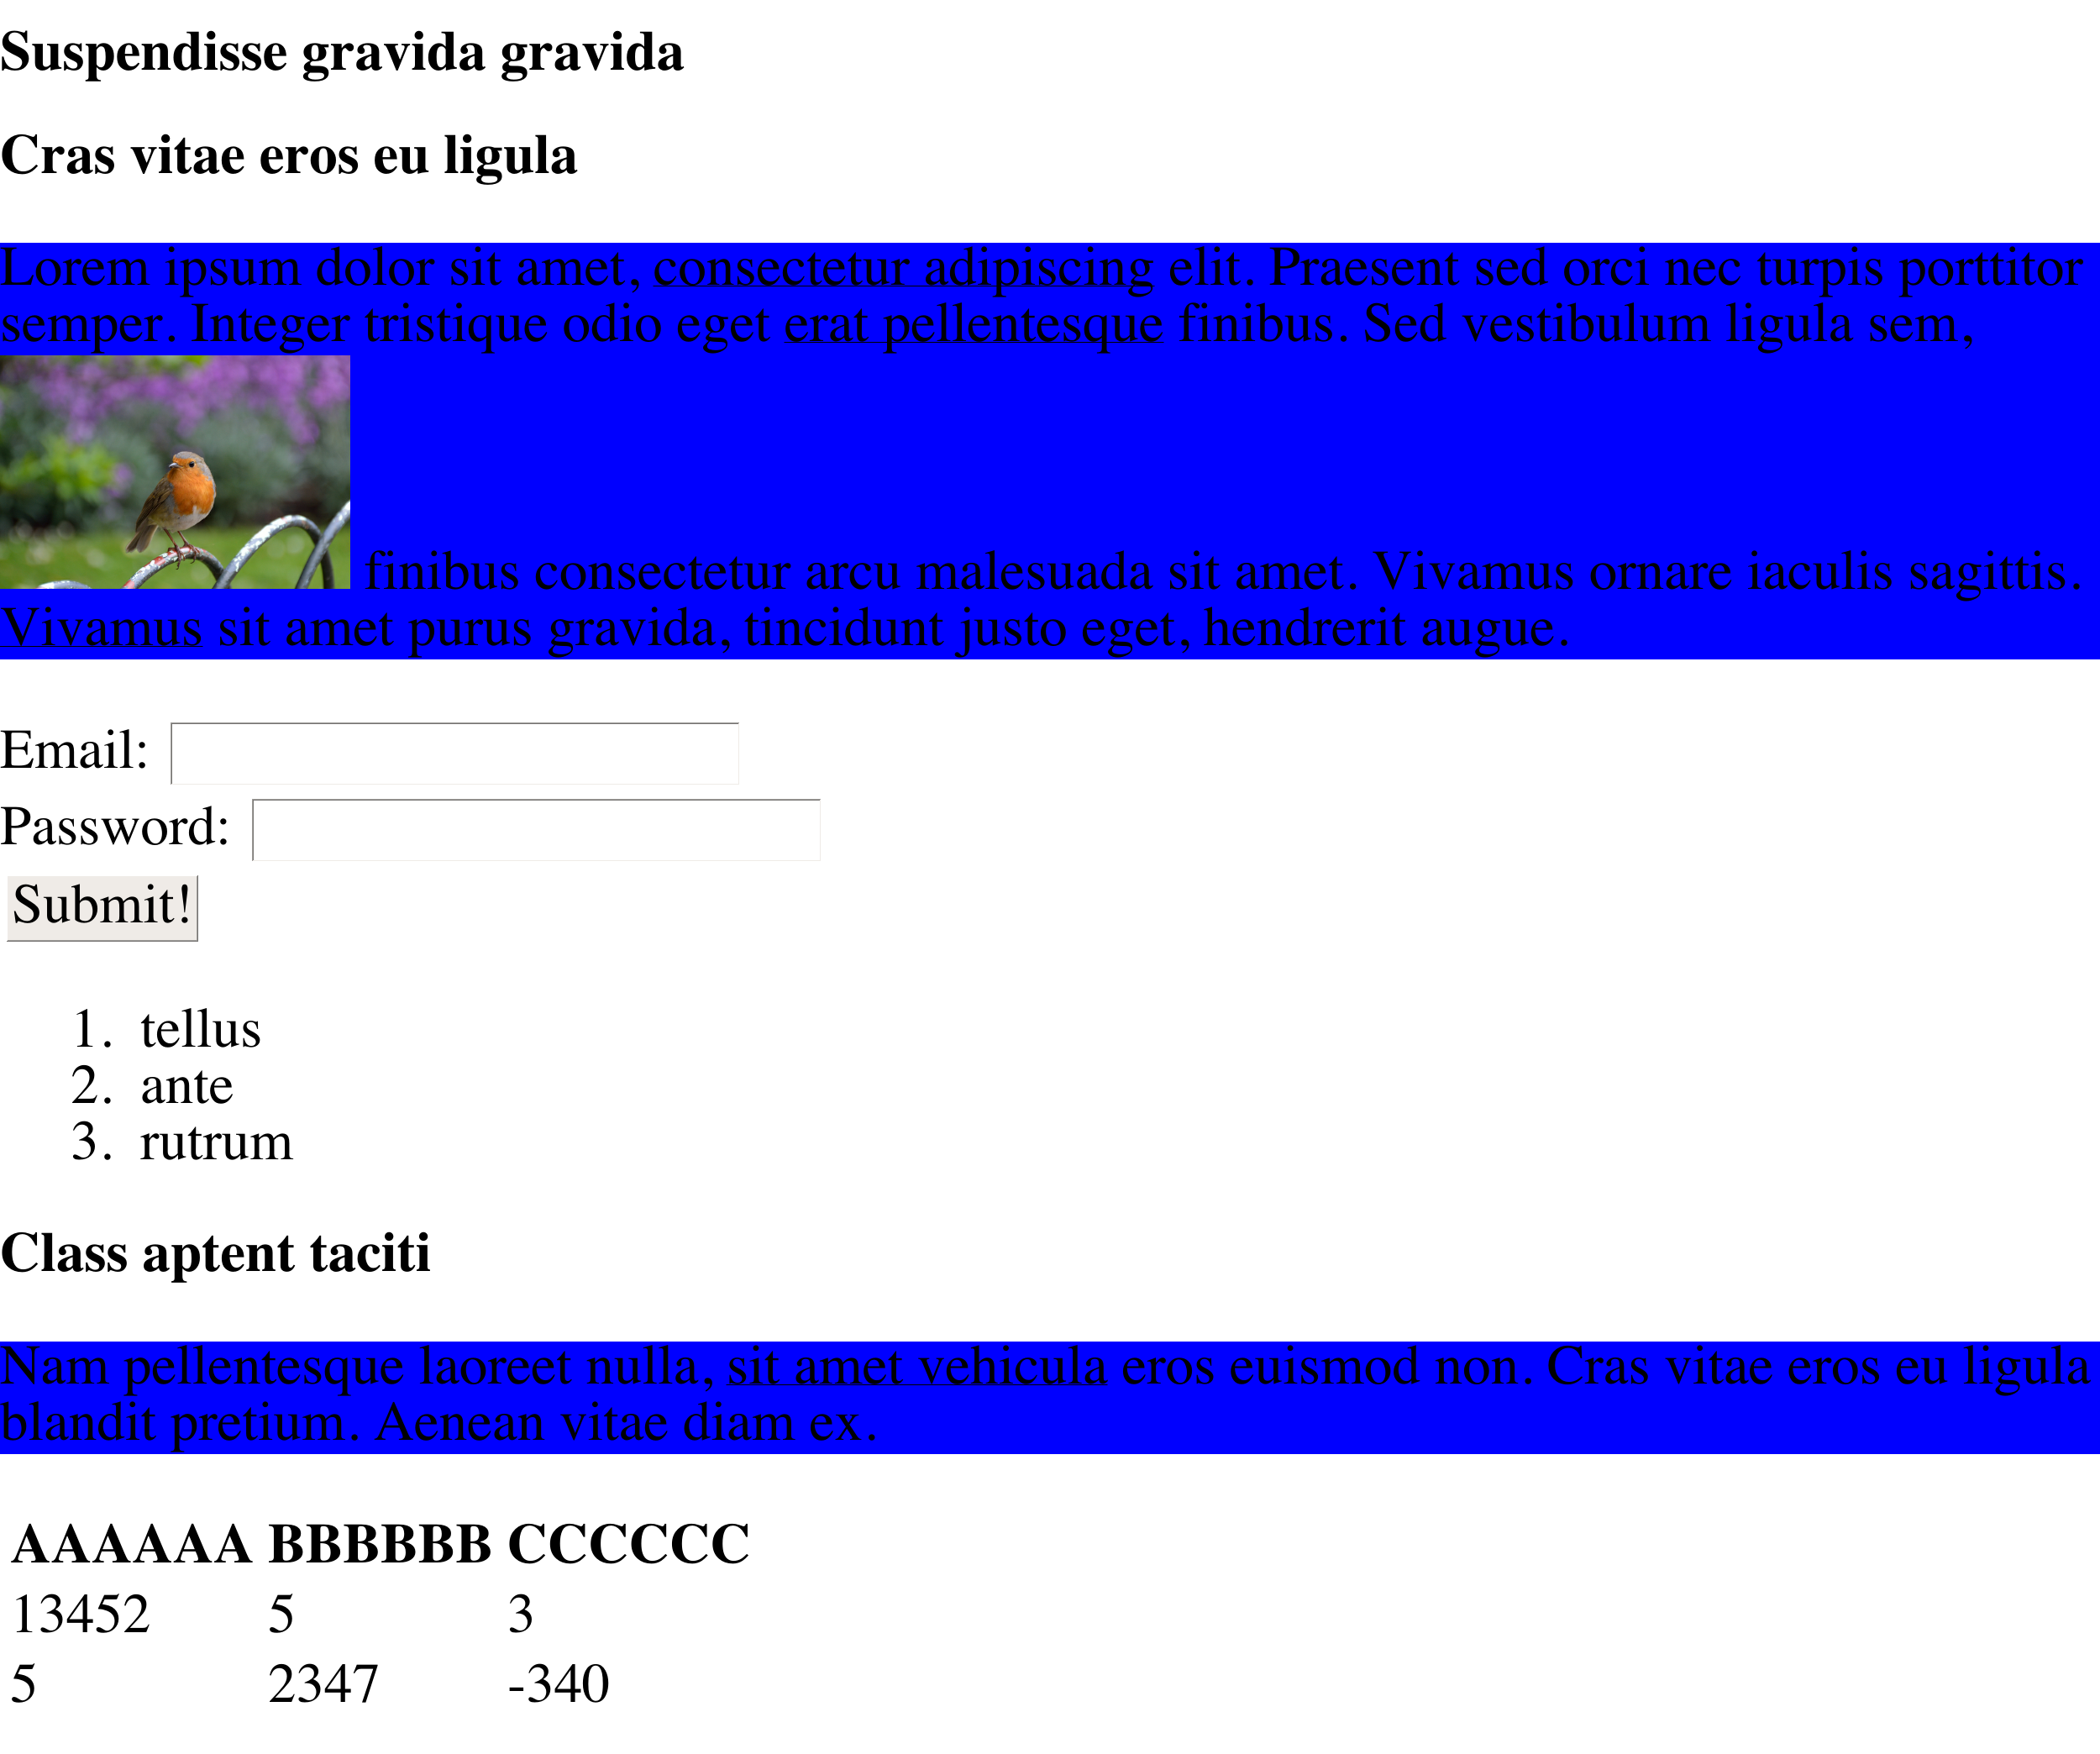 Suspendisse gravida gravida
Cras vitae eros eu ligula
Lorem ipsum dolor sit amet, consectetur adipiscing elit. Praesent sed orci nec turpis porttitor
semper. Integer tristique odio eget erat pellentesque finibus. Sed vestibulum ligula sem,
finibus consectetur arcu malesuada sit amet. Vivamus ornare iaculis sagittis.
Vivamus sit amet purus gravida, tincidunt justo eget, hendrerit augue.
Email:
Password:
Submit!
1. tellus
2. ante
3. rutrum
Class aptent taciti
Nam pellentesque laoreet nulla, sit amet vehicula eros euismod non. Cras vitae eros eu ligula
blandit pretium. Aenean vitae diam ex.
AAAAAA BBBBBB CCCCCC
13452 5 3
5 2347 -340